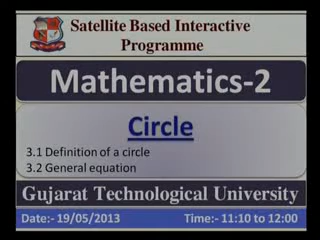 Satellite Based Interactive
Programme
Mathematics-2
Circle
3.1 Definition of a circle
3.2 General equation
Gujarat Technological University
Date:- 19/05/2013 Time:- 11:10 to 12:00